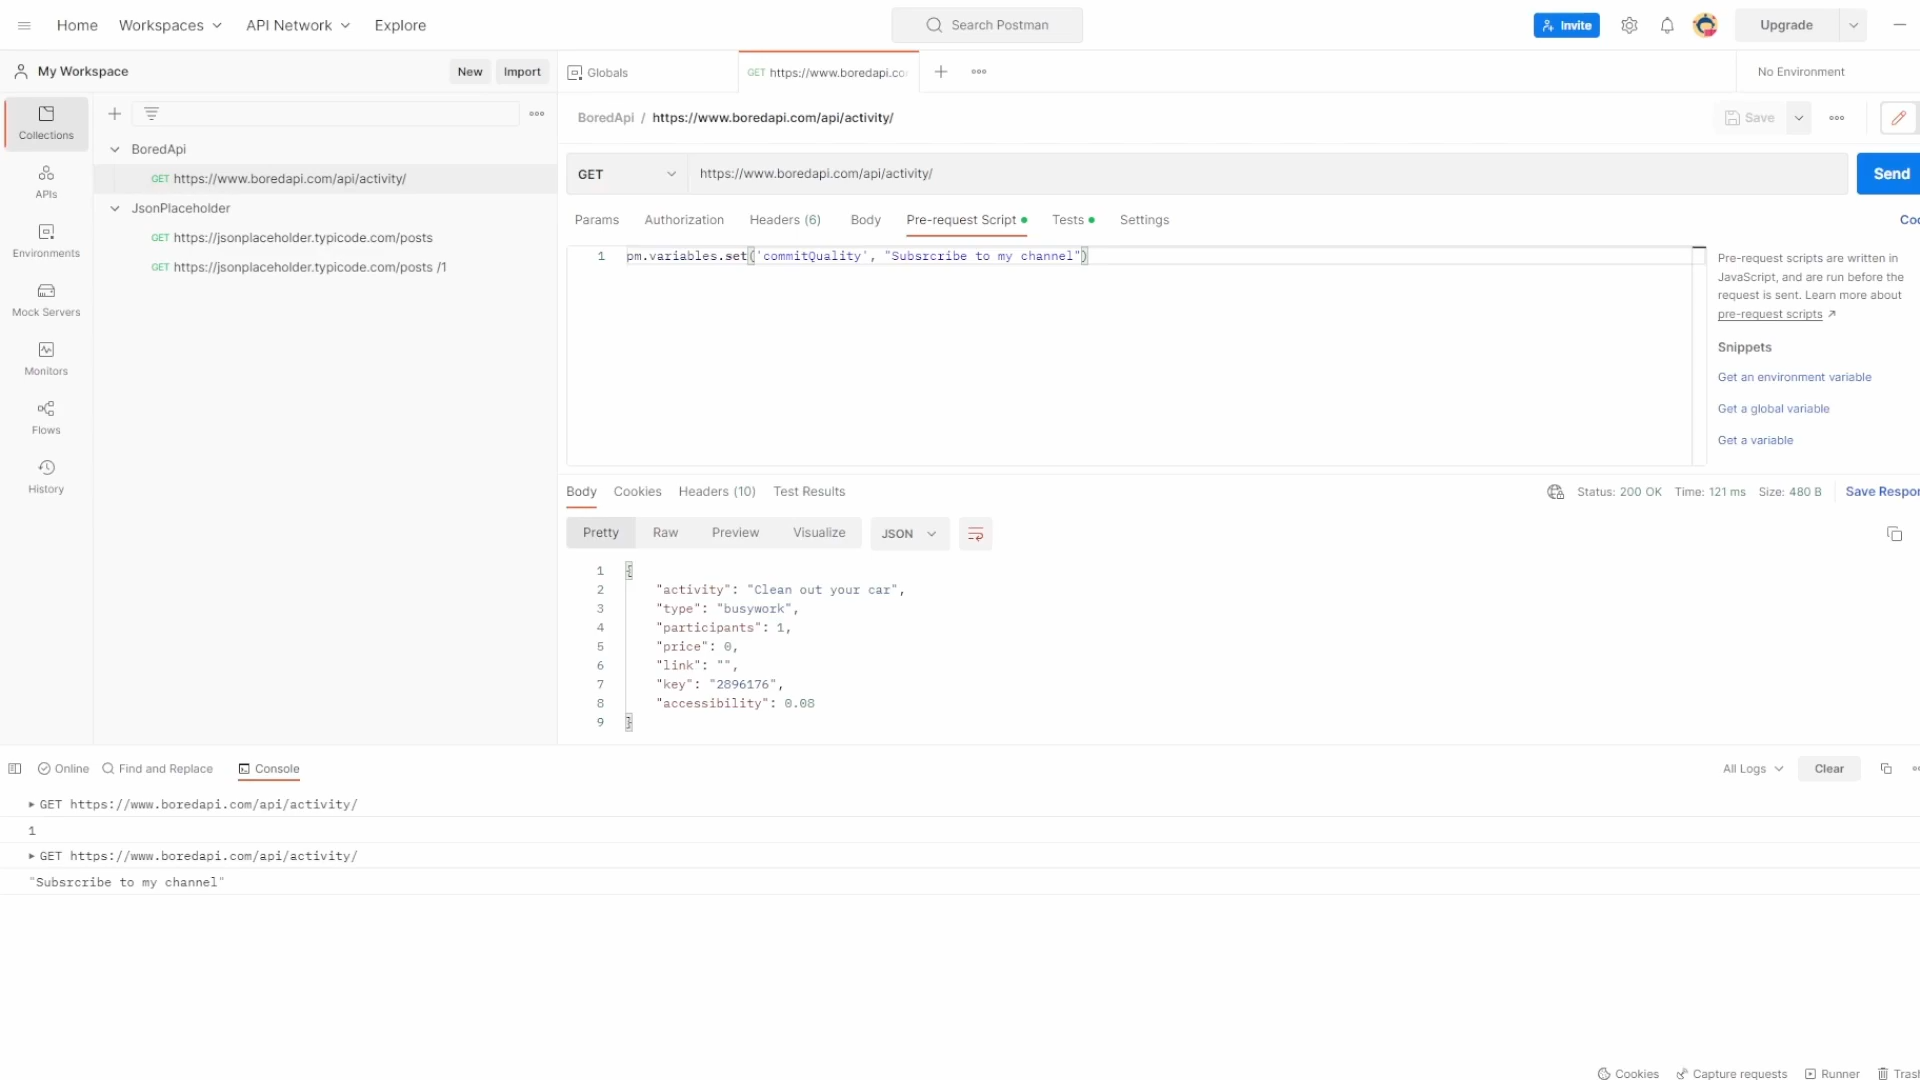 Home Workspaces API Network Explore Search Postman Invite Upgrade
My Workspace New Import Globals GET https://www.boredapi.co No Environment
Collections
BoredApi / https://www.boredapi.com/api/activity/ Save
BoredApi
GET https://www.boredapi.com/api/activity/
GET https://www.boredapi.com/api/activity/ Send
APIs
JsonPlaceholder
Params Authorization Headers (6) Body Pre-request Script Tests Settings Coo
GET https://jsonplaceholder.typicode.com/posts
Environments
GET https://jsonplaceholder.typicode.com/posts /1
1 pm.variables.set('commitQuality', "Subsrcribe to my channel")
Pre-request scripts are written in
JavaScript, and are run before the
request is sent. Learn more about
pre-request scripts
Mock Servers
Snippets
Monitors
Get an environment variable
Get a global variable
Flows
Get a variable
History
Body Cookies Headers (10) Test Results Status: 200 OK Time: 121 ms Size: 480 B Save Respon
Pretty Raw Preview Visualize JSON
1 {
2 "activity": "Clean out your car",
3 "type": "busywork",
4 "participants": 1,
5 "price": 0,
6 "link": "",
7 "key": "2896176",
8 "accessibility": 0.08
9 }
Online Find and Replace Console All Logs Clear
GET https://www.boredapi.com/api/activity/
1
GET https://www.boredapi.com/api/activity/
"Subsrcribe to my channel"
Cookies Capture requests Runner Trash